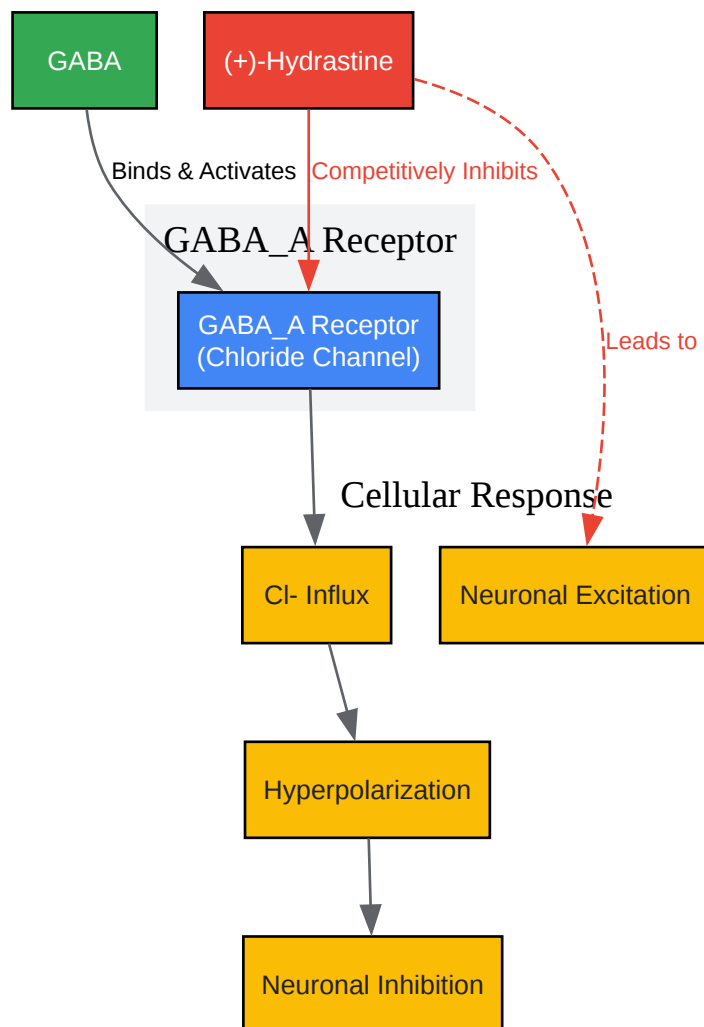 GABA
(+)-Hydrastine
Binds & Activates
Competitively Inhibits
GABA_A Receptor
GABA_A Receptor
(Chloride Channel)
Leads to
Cellular Response
Cl- Influx
Neuronal Excitation
Hyperpolarization
Neuronal Inhibition